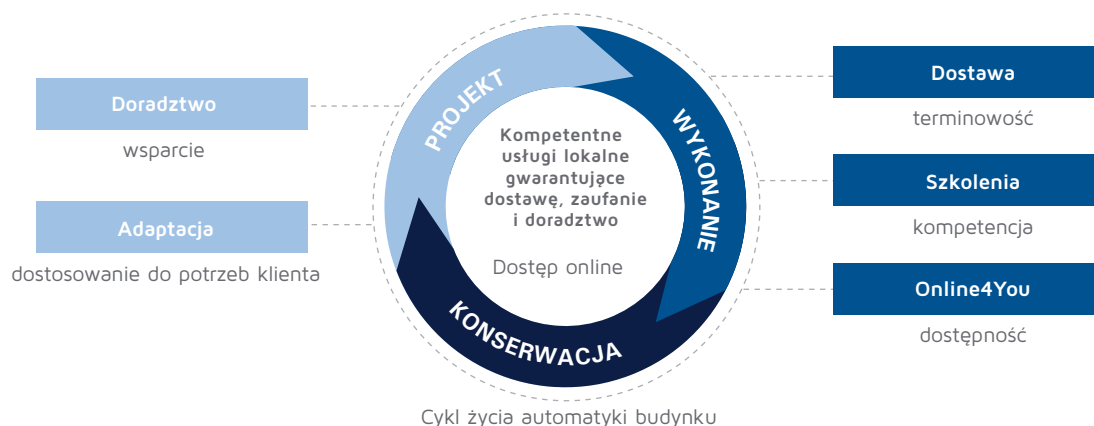 Doradztwo
wsparcie
Adaptacja
dostosowanie do potrzeb klienta
PROJEKT
WYKONANIE
KONSERWACJA
Kompetentne
usługi lokalne
gwarantujące
dostawę, zaufanie
i doradztwo
Dostęp online
Dostawa
terminowość
Szkolenia
kompetencja
Online4You
dostępność
Cykl życia automatyki budynku